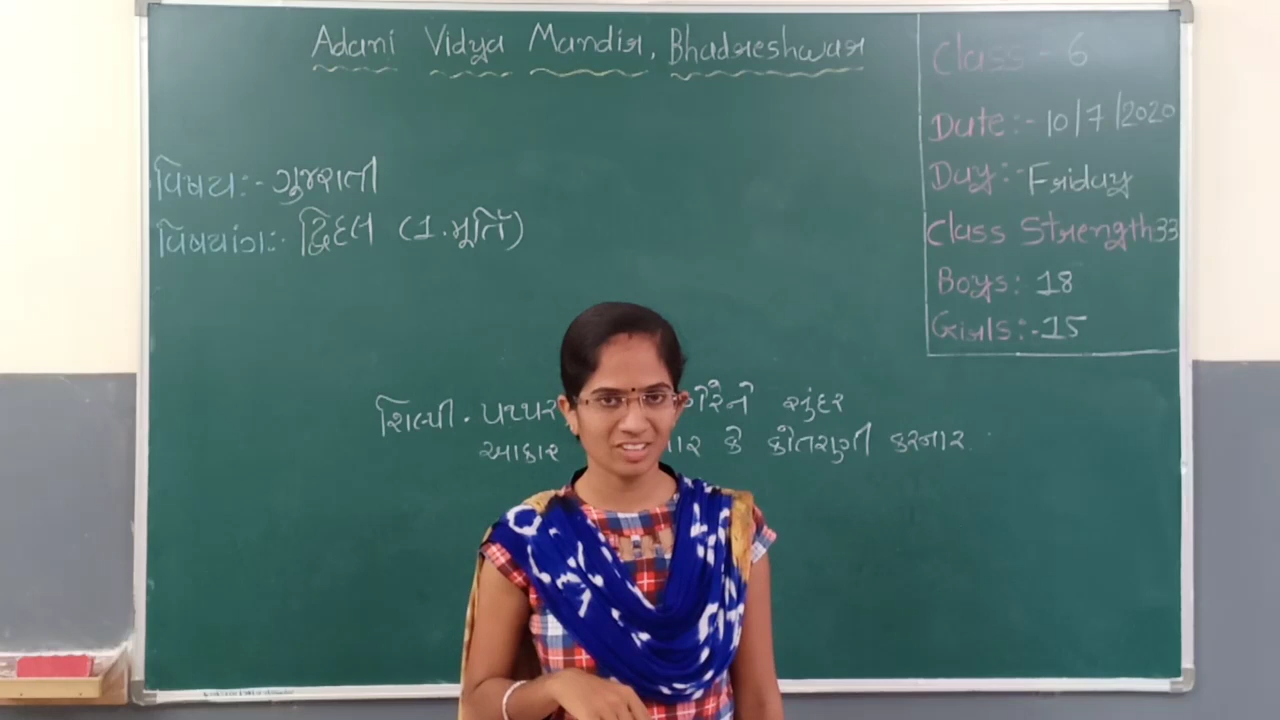 Adani Vidya Mandir, Bhadreshwar
Class - 6
Date:- 10/7/2020
Day:- Friday
Class Strength 33
Boys: 18
Girls:- 15
વિષય:- ગુજરાતી
વિષયાંગ:- દ્વિદલ (1. મૂર્તિ)
શિલ્પી. પથ્થર ગેરેને સુંદર
આકાર નાર કે કોતરણી કરનાર.